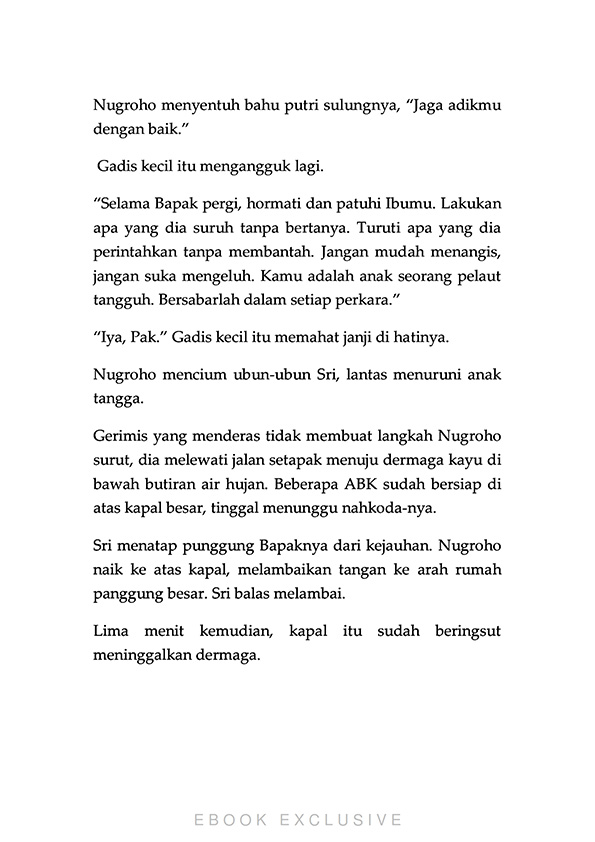 Nugroho menyentuh bahu putri sulungnya, “Jaga adikmu
dengan baik.”
Gadis kecil itu mengangguk lagi.
“Selama Bapak pergi, hormati dan patuhi Ibumu. Lakukan
apa yang dia suruh tanpa bertanya. Turuti apa yang dia
perintahkan tanpa membantah. Jangan mudah menangis,
jangan suka mengeluh. Kamu adalah anak seorang pelaut
tangguh. Bersabarlah dalam setiap perkara.”
“Iya, Pak.” Gadis kecil itu memahat janji di hatinya.
Nugroho mencium ubun-ubun Sri, lantas menuruni anak
tangga.
Gerimis yang menderas tidak membuat langkah Nugroho
surut, dia melewati jalan setapak menuju dermaga kayu di
bawah butiran air hujan. Beberapa ABK sudah bersiap di
atas kapal besar, tinggal menunggu nahkoda-nya.
Sri menatap punggung Bapaknya dari kejauhan. Nugroho
naik ke atas kapal, melambaikan tangan ke arah rumah
panggung besar. Sri balas melambai.
Lima menit kemudian, kapal itu sudah beringsut
meninggalkan dermaga.
EBOOK EXCLUSIVE